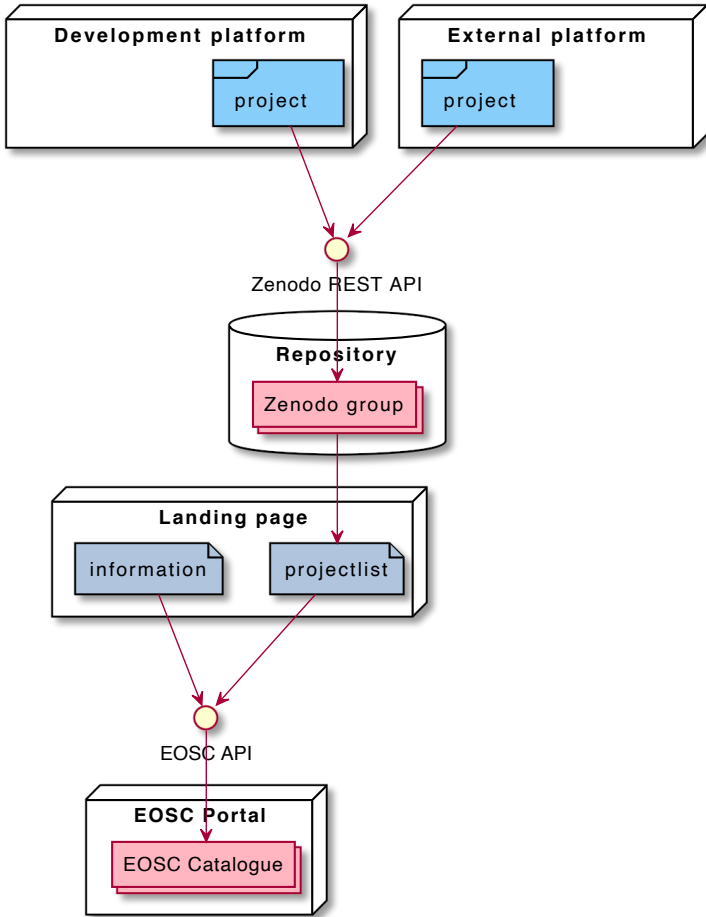 Development platform
External platform
project
project
Zenodo REST API
Repository
Zenodo group
Landing page
information
projectlist
EOSC API
EOSC Portal
EOSC Catalogue